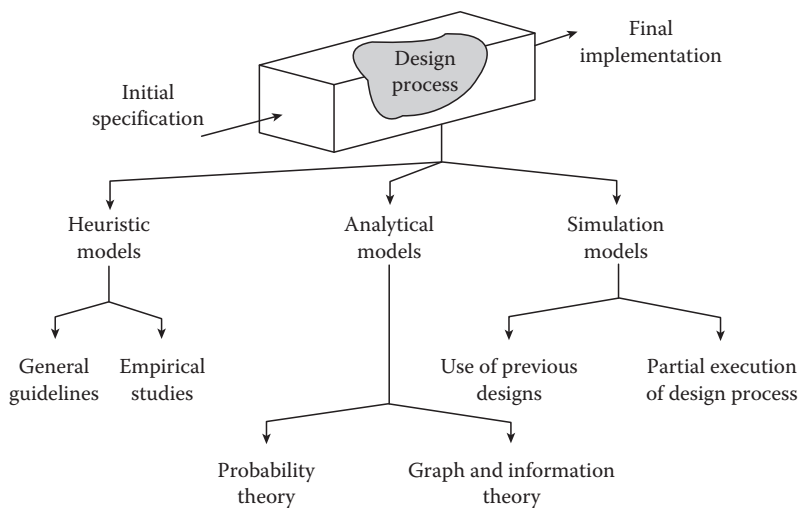 Final
implementation
Design
process
Initial
specification
Heuristic
models
Analytical
models
Simulation
models
General
guidelines
Empirical
studies
Use of previous
designs
Partial execution
of design process
Probability
theory
Graph and information
theory